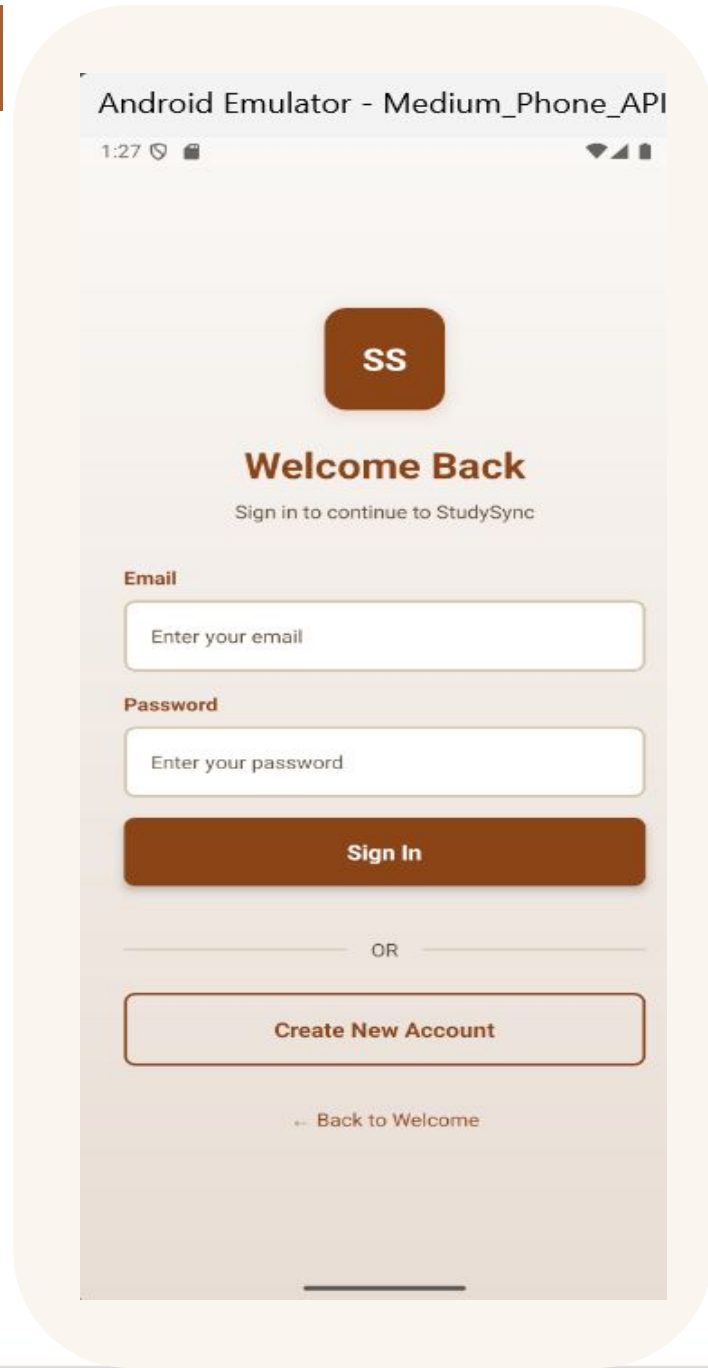 Android Emulator - Medium_Phone_API
1:27
SS
Welcome Back
Sign in to continue to StudySync
Email
Enter your email
Password
Enter your password
Sign In
OR
Create New Account
← Back to Welcome